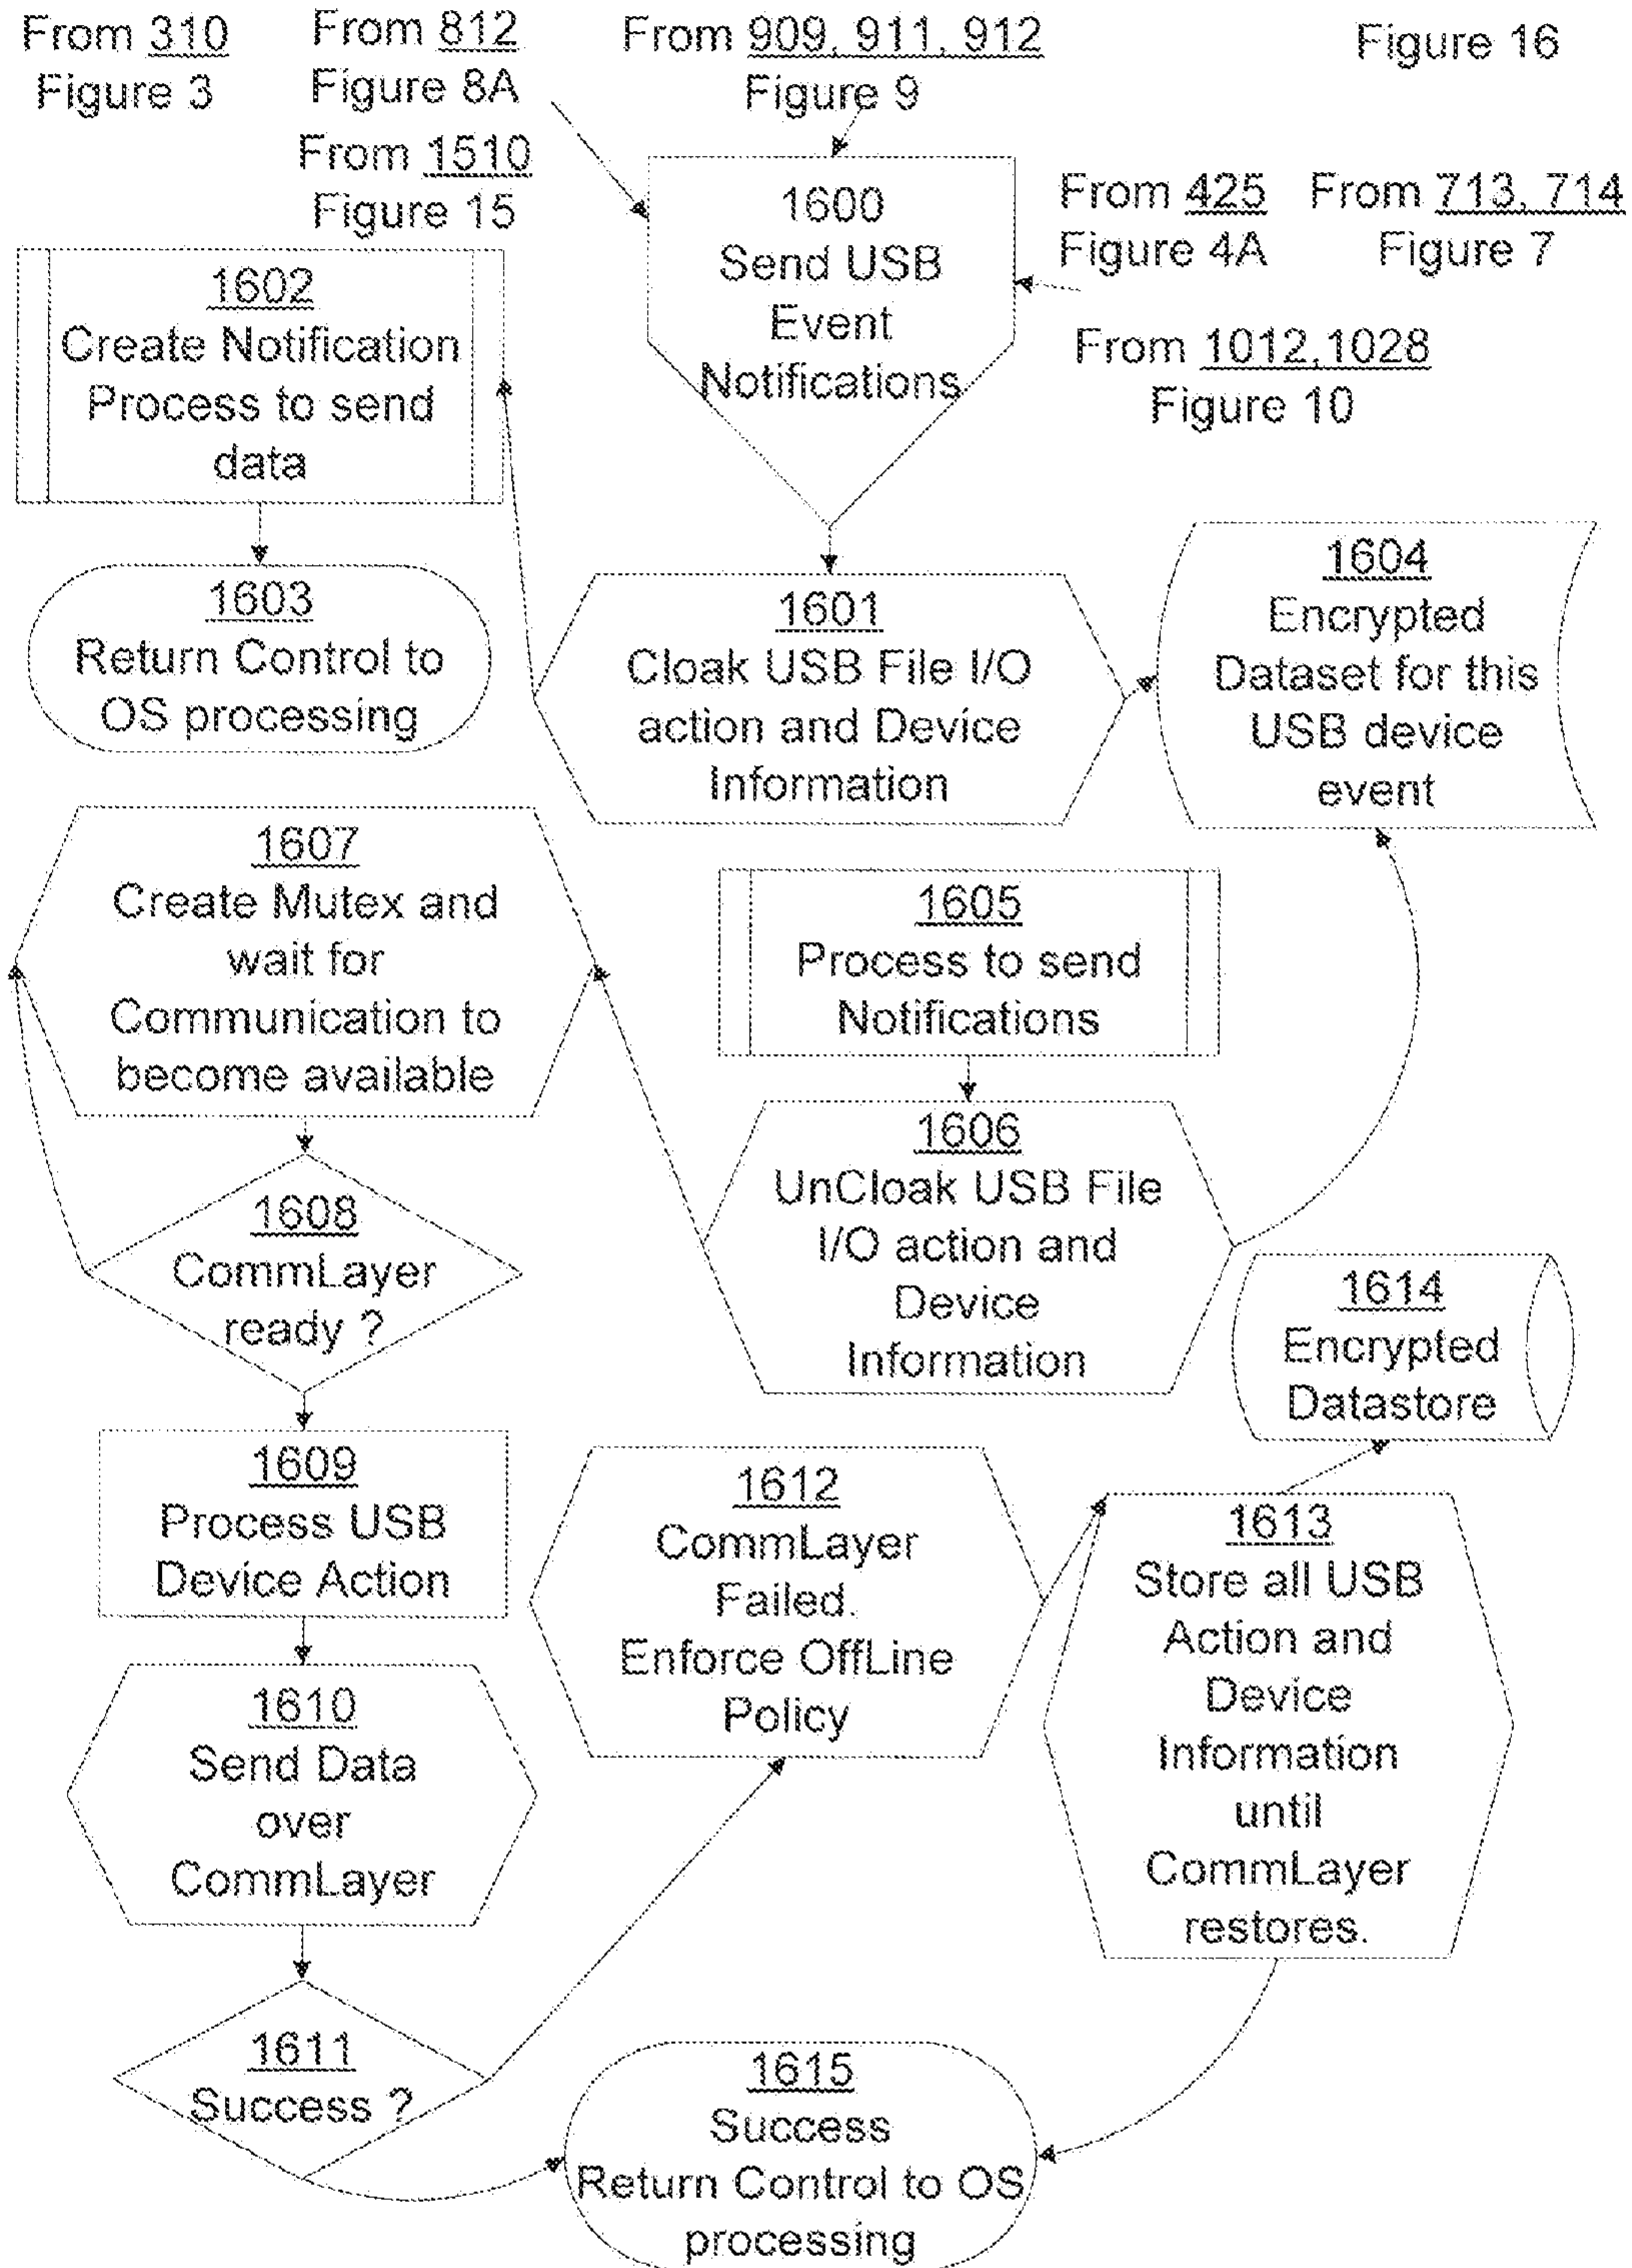 From 310
Figure 3
From 812
Figure 8A
From 909, 911, 912
Figure 9
Figure 16
From 1510
Figure 15
1600
Send USB
Event
Notifications
From 425
Figure 4A
From 713, 714
Figure 7
From 1012,1028
Figure 10
1602
Create Notification
Process to send
data
1603
Return Control to
OS processing
1601
Cloak USB File I/O
action and Device
Information
1604
Encrypted
Dataset for this
USB device
event
1607
Create Mutex and
wait for
Communication to
become available
1605
Process to send
Notifications
1606
UnCloak USB File
I/O action and
Device
Information
1608
CommLayer
ready ?
1614
Encrypted
Datastore
1609
Process USB
Device Action
1612
CommLayer
Failed.
Enforce OffLine
Policy
1613
Store all USB
Action and
Device
Information
until
CommLayer
restores.
1610
Send Data
over
CommLayer
1611
Success ?
1615
Success
Return Control to OS
processing